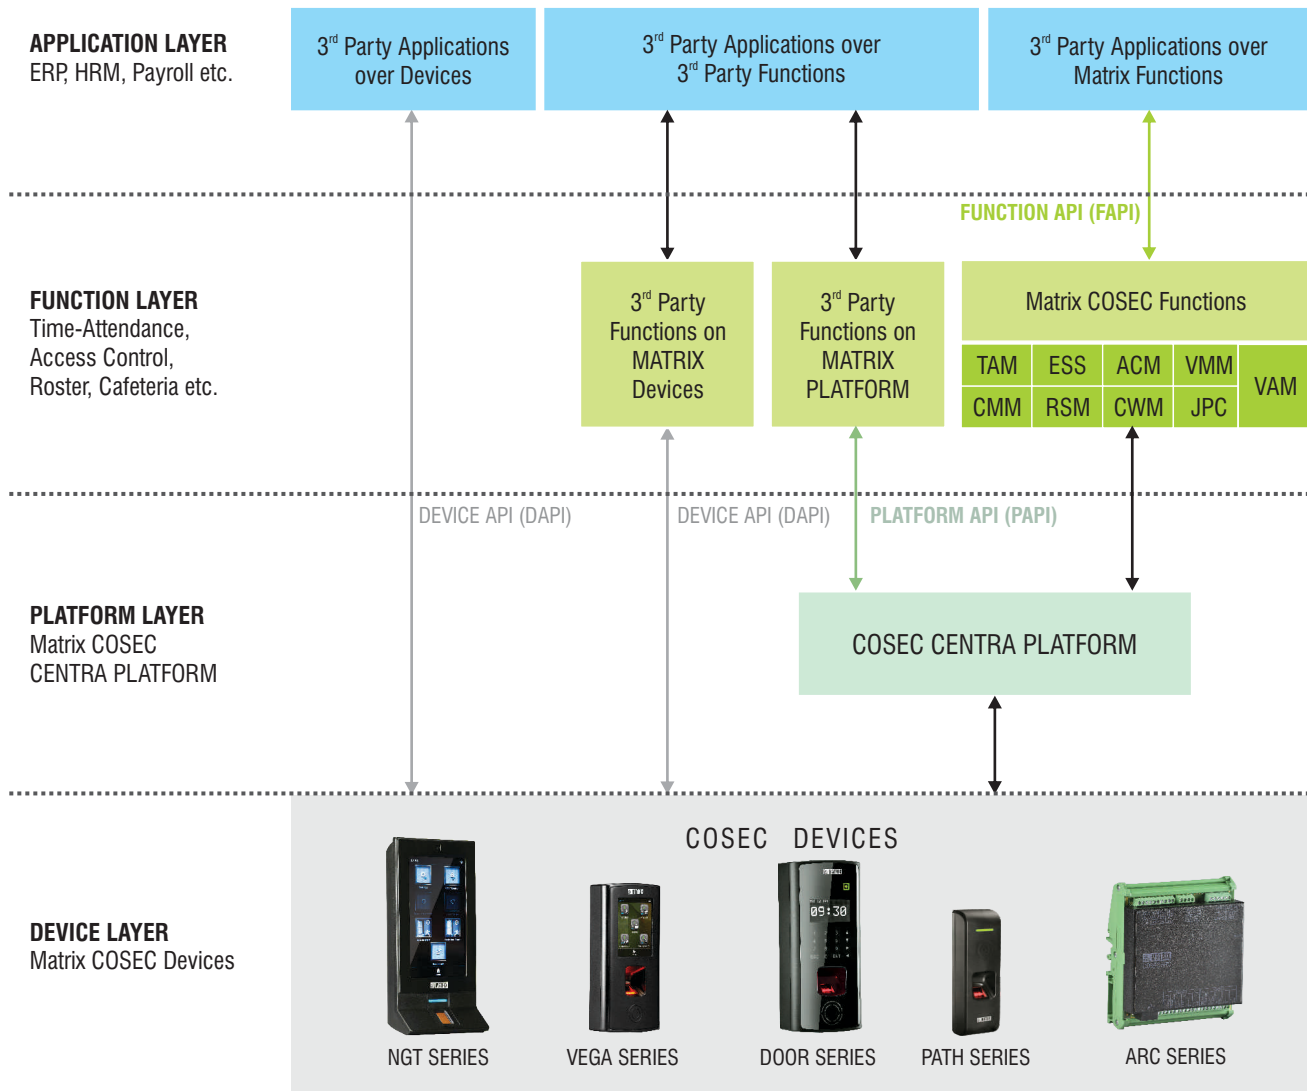 APPLICATION LAYER
ERP, HRM, Payroll etc.
3rd Party Applications
over Devices
3rd Party Applications over
3rd Party Functions
3rd Party Applications over
Matrix Functions
FUNCTION API (FAPI)
FUNCTION LAYER
Time-Attendance,
Access Control,
Roster, Cafeteria etc.
3rd Party
Functions on
MATRIX
Devices
3rd Party
Functions on
MATRIX
PLATFORM
Matrix COSEC Functions
TAM ESS ACM VMM VAM
CMM RSM CWM JPC
DEVICE API (DAPI)
DEVICE API (DAPI)
PLATFORM API (PAPI)
PLATFORM LAYER
Matrix COSEC
CENTRA PLATFORM
COSEC CENTRA PLATFORM
COSEC DEVICES
09:30
DEVICE LAYER
Matrix COSEC Devices
NGT SERIES
VEGA SERIES
DOOR SERIES
PATH SERIES
ARC SERIES